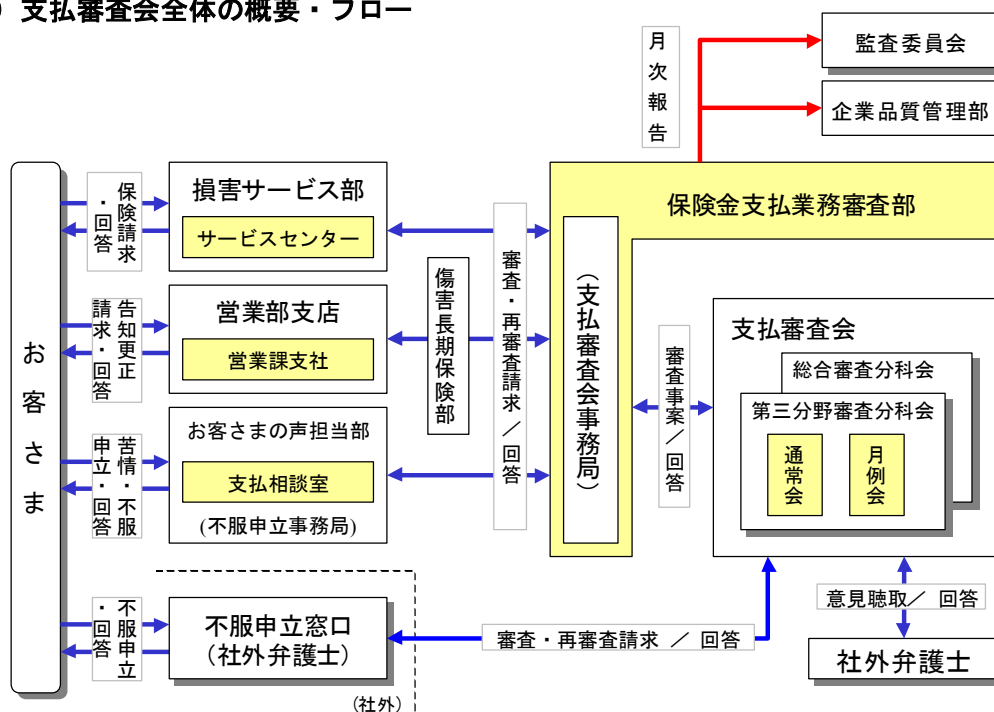 支払審査会全体の概要・フロー
月次報告
監査委員会
企業品質管理部
お客さま
保険請求
・回答
損害サービス部
サービスセンター
告知更正
請求・回答
営業部支店
営業課支社
苦情・不服
申立・回答
お客さまの声担当部
支払相談室
(不服申立事務局)
不服申立
・回答
不服申立窓口
(社外弁護士)
(社外)
傷害長期保険部
審査・再審査請求／回答
保険金支払業務審査部
(支払審査会事務局)
審査事案／回答
支払審査会
総合審査分科会
第三分野審査分科会
通常会
月例会
審査・再審査請求 ／ 回答
意見聴取／ 回答
社外弁護士